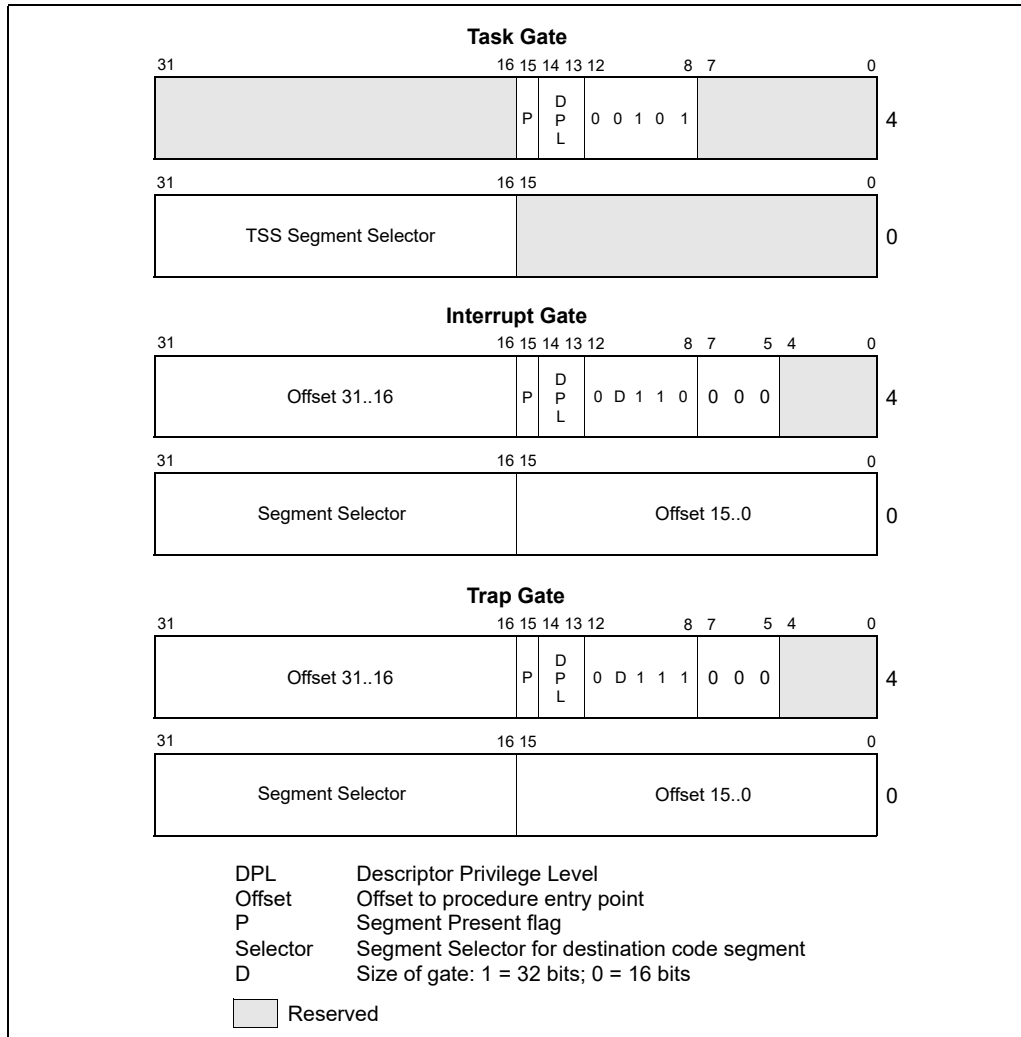 Task Gate
31 16 15 14 13 12 8 7 0
P D P L 0 0 1 0 1 4
31 16 15 0
TSS Segment Selector 0
Interrupt Gate
31 16 15 14 13 12 8 7 5 4 0
Offset 31..16 P D P L 0 D 1 1 0 0 0 0 4
31 16 15 0
Segment Selector Offset 15..0 0
Trap Gate
31 16 15 14 13 12 8 7 5 4 0
Offset 31..16 P D P L 0 D 1 1 1 0 0 0 4
31 16 15 0
Segment Selector Offset 15..0 0
DPL Descriptor Privilege Level
Offset Offset to procedure entry point
P Segment Present flag
Selector Segment Selector for destination code segment
D Size of gate: 1 = 32 bits; 0 = 16 bits
Reserved